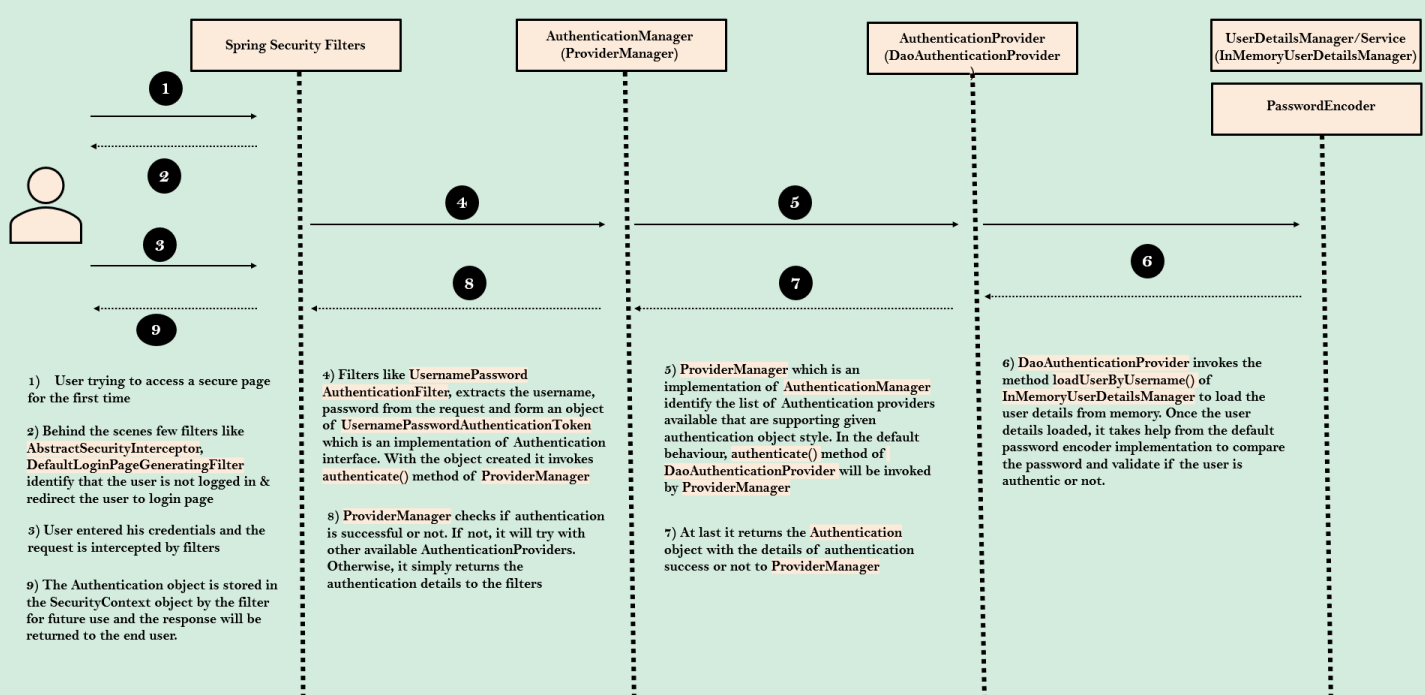 Spring Security Filters
AuthenticationManager
(ProviderManager)
AuthenticationProvider
(DaoAuthenticationProvider
)
UserDetailsManager/Service
(InMemoryUserDetailsManager)
PasswordEncoder
1
2
3
4
5
6
7
8
9
1) User trying to access a secure page
for the first time
2) Behind the scenes few filters like
AbstractSecurityInterceptor,
DefaultLoginPageGeneratingFilter
identify that the user is not logged in &
redirect the user to login page
3) User entered his credentials and the
request is intercepted by filters
9) The Authentication object is stored in
the SecurityContext object by the filter
for future use and the response will be
returned to the end user.
4) Filters like UsernamePassword
AuthenticationFilter, extracts the username,
password from the request and form an object
of UsernamePasswordAuthenticationToken
which is an implementation of Authentication
interface. With the object created it invokes
authenticate() method of ProviderManager
8) ProviderManager checks if authentication
is successful or not. If not, it will try with
other available AuthenticationProviders.
Otherwise, it simply returns the
authentication details to the filters
5) ProviderManager which is an
implementation of AuthenticationManager
identify the list of Authentication providers
available that are supporting given
authentication object style. In the default
behaviour, authenticate() method of
DaoAuthenticationProvider will be invoked
by ProviderManager
7) At last it returns the Authentication
object with the details of authentication
success or not to ProviderManager
6) DaoAuthenticationProvider invokes the
method loadUserByUsername() of
InMemoryUserDetailsManager to load the
user details from memory. Once the user
details loaded, it takes help from the default
password encoder implementation to compare
the password and validate if the user is
authentic or not.